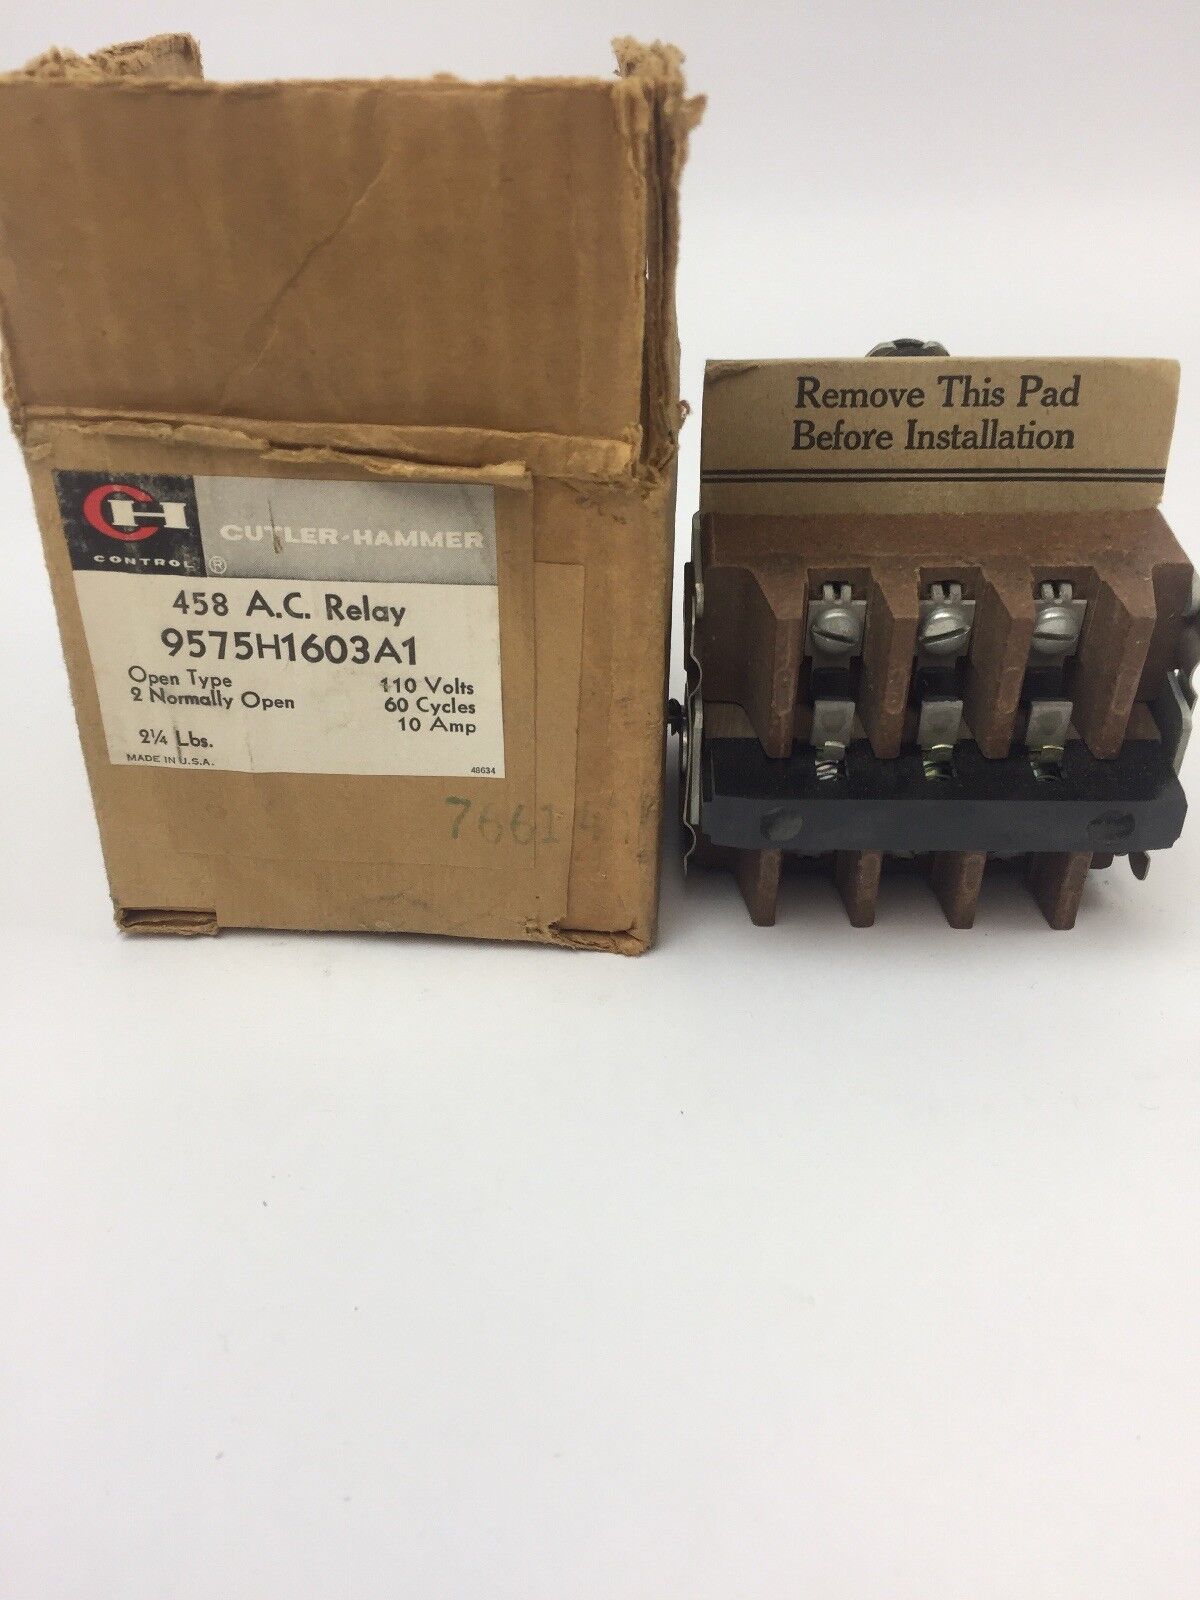 CH
CONTROL
®
CUTLER-HAMMER
458 A.C. Relay
9575H1603A1
Open Type 110 Volts
2 Normally Open 60 Cycles
10 Amp
2¼ Lbs.
MADE IN U.S.A.
48634
Remove This Pad
Before Installation